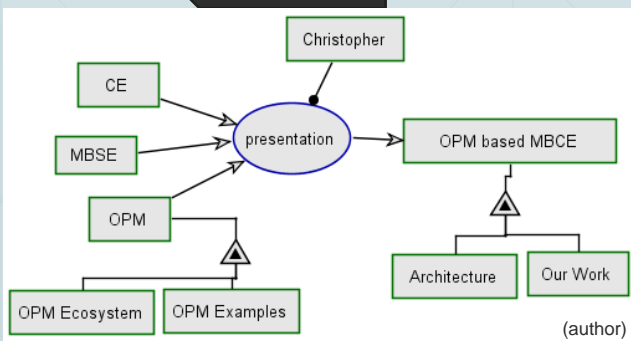 Christopher
CE
MBSE
presentation
OPM based MBCE
OPM
Architecture
Our Work
OPM Ecosystem
OPM Examples
(author)